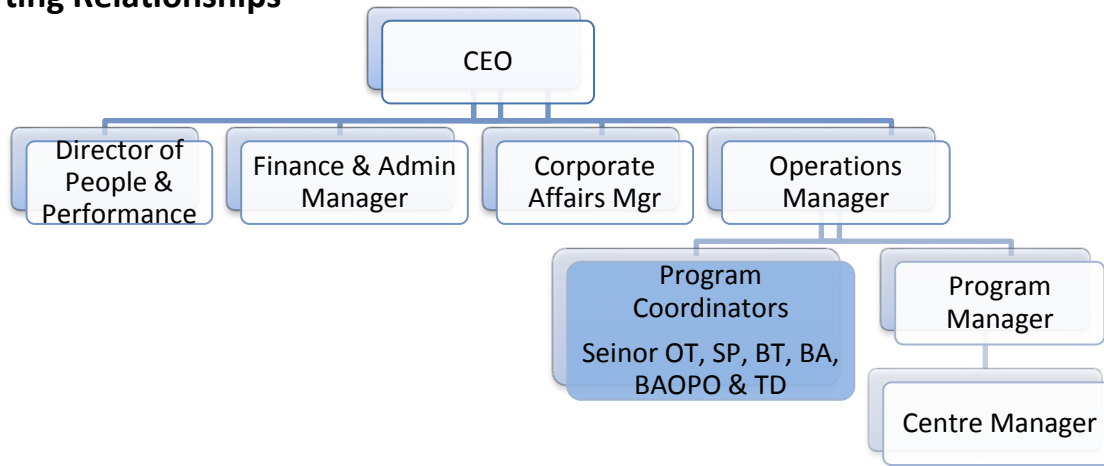 ting Relationships
CEO
Director of
People &
Performance
Finance & Admin
Manager
Corporate
Affairs Mgr
Operations
Manager
Program
Coordinators
Seinor OT, SP, BT, BA,
BAOPO & TD
Program
Manager
Centre Manager